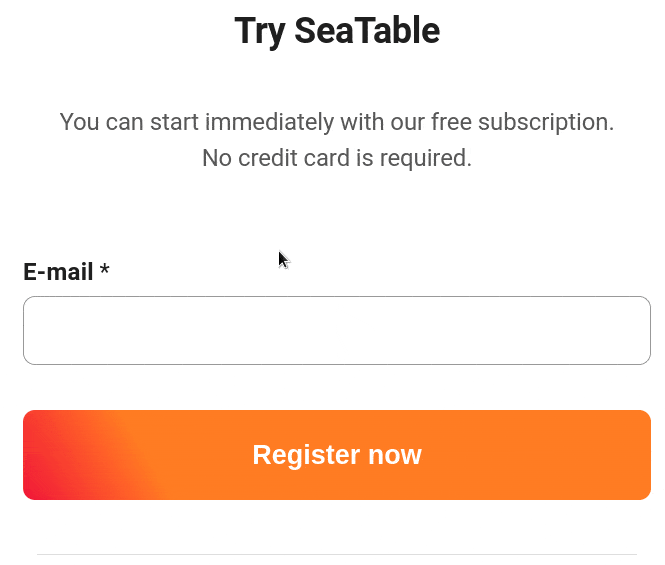 Try SeaTable
You can start immediately with our free subscription.
No credit card is required.
E-mail *
Register now